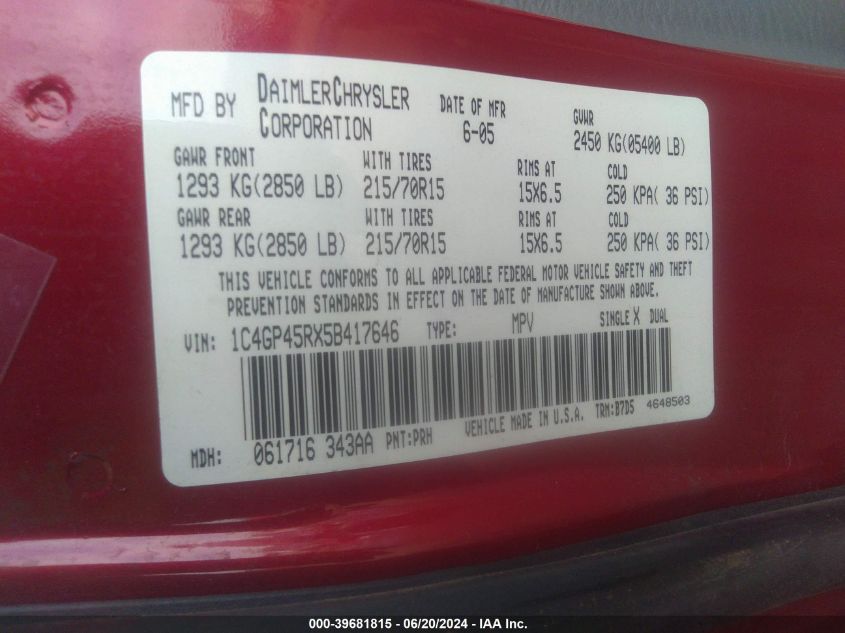 MFD BY DAIMLERCHRYSLER CORPORATION DATE OF MFR 6-05 GVWR 2450 KG(05400 LB)
GAWR FRONT WITH TIRES RIMS AT COLD
1293 KG(2850 LB) 215/70R15 15X6.5 250 KPA( 36 PSI)
GAWR REAR WITH TIRES RIMS AT COLD
1293 KG(2850 LB) 215/70R15 15X6.5 250 KPA( 36 PSI)
THIS VEHICLE CONFORMS TO ALL APPLICABLE FEDERAL MOTOR VEHICLE SAFETY AND THEFT
PREVENTION STANDARDS IN EFFECT ON THE DATE OF MANUFACTURE SHOWN ABOVE.
VIN: 1C4GP45RX5B417646 TYPE: MPV SINGLE X DUAL
MDH: 061716 343AA PNT:PRH VEHICLE MADE IN U.S.A. TRM:B7D5 4648503
000-39681815 - 06/20/2024 - IAA Inc.